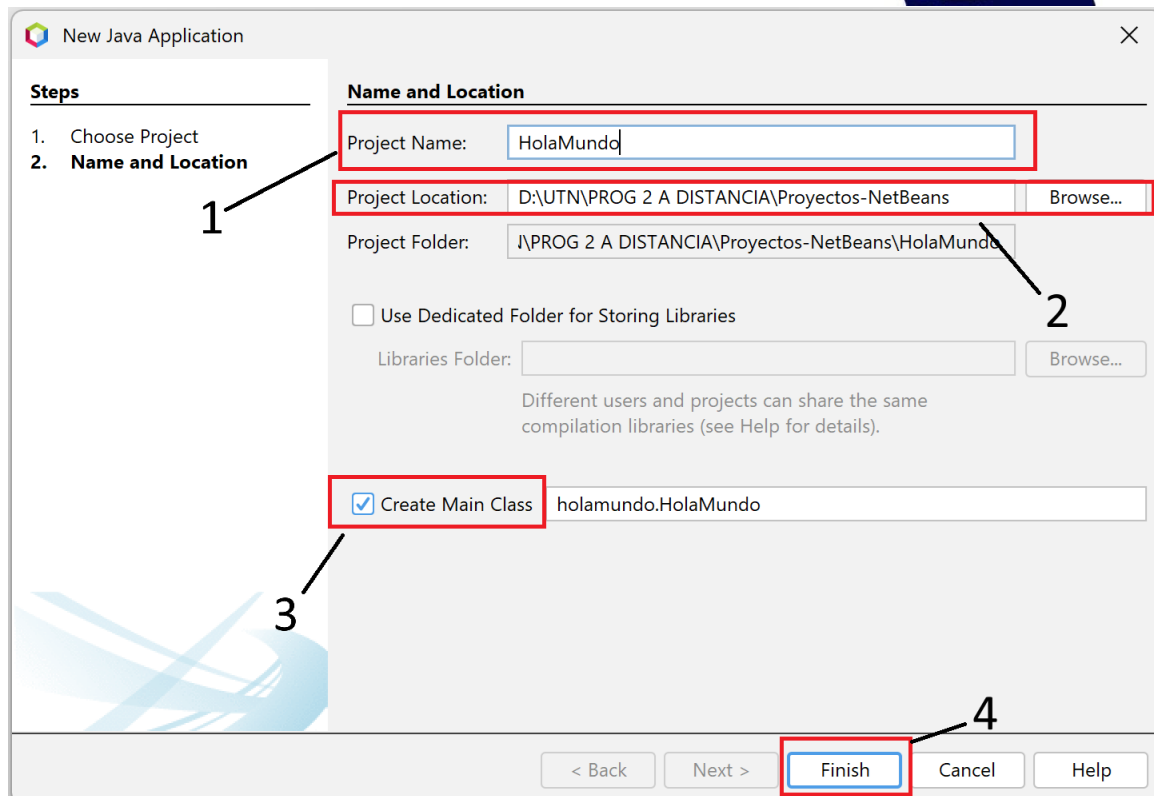 New Java Application
Steps
1. Choose Project
2. Name and Location
Name and Location
Project Name: HolaMundo
Project Location: D:\UTN\PROG 2 A DISTANCIA\Proyectos-NetBeans Browse...
Project Folder: \PROG 2 A DISTANCIA\Proyectos-NetBeans\HolaMundo
Use Dedicated Folder for Storing Libraries
Libraries Folder: Browse...
Different users and projects can share the same
compilation libraries (see Help for details).
Create Main Class holamundo.HolaMundo
1
2
3
4
< Back Next > Finish Cancel Help